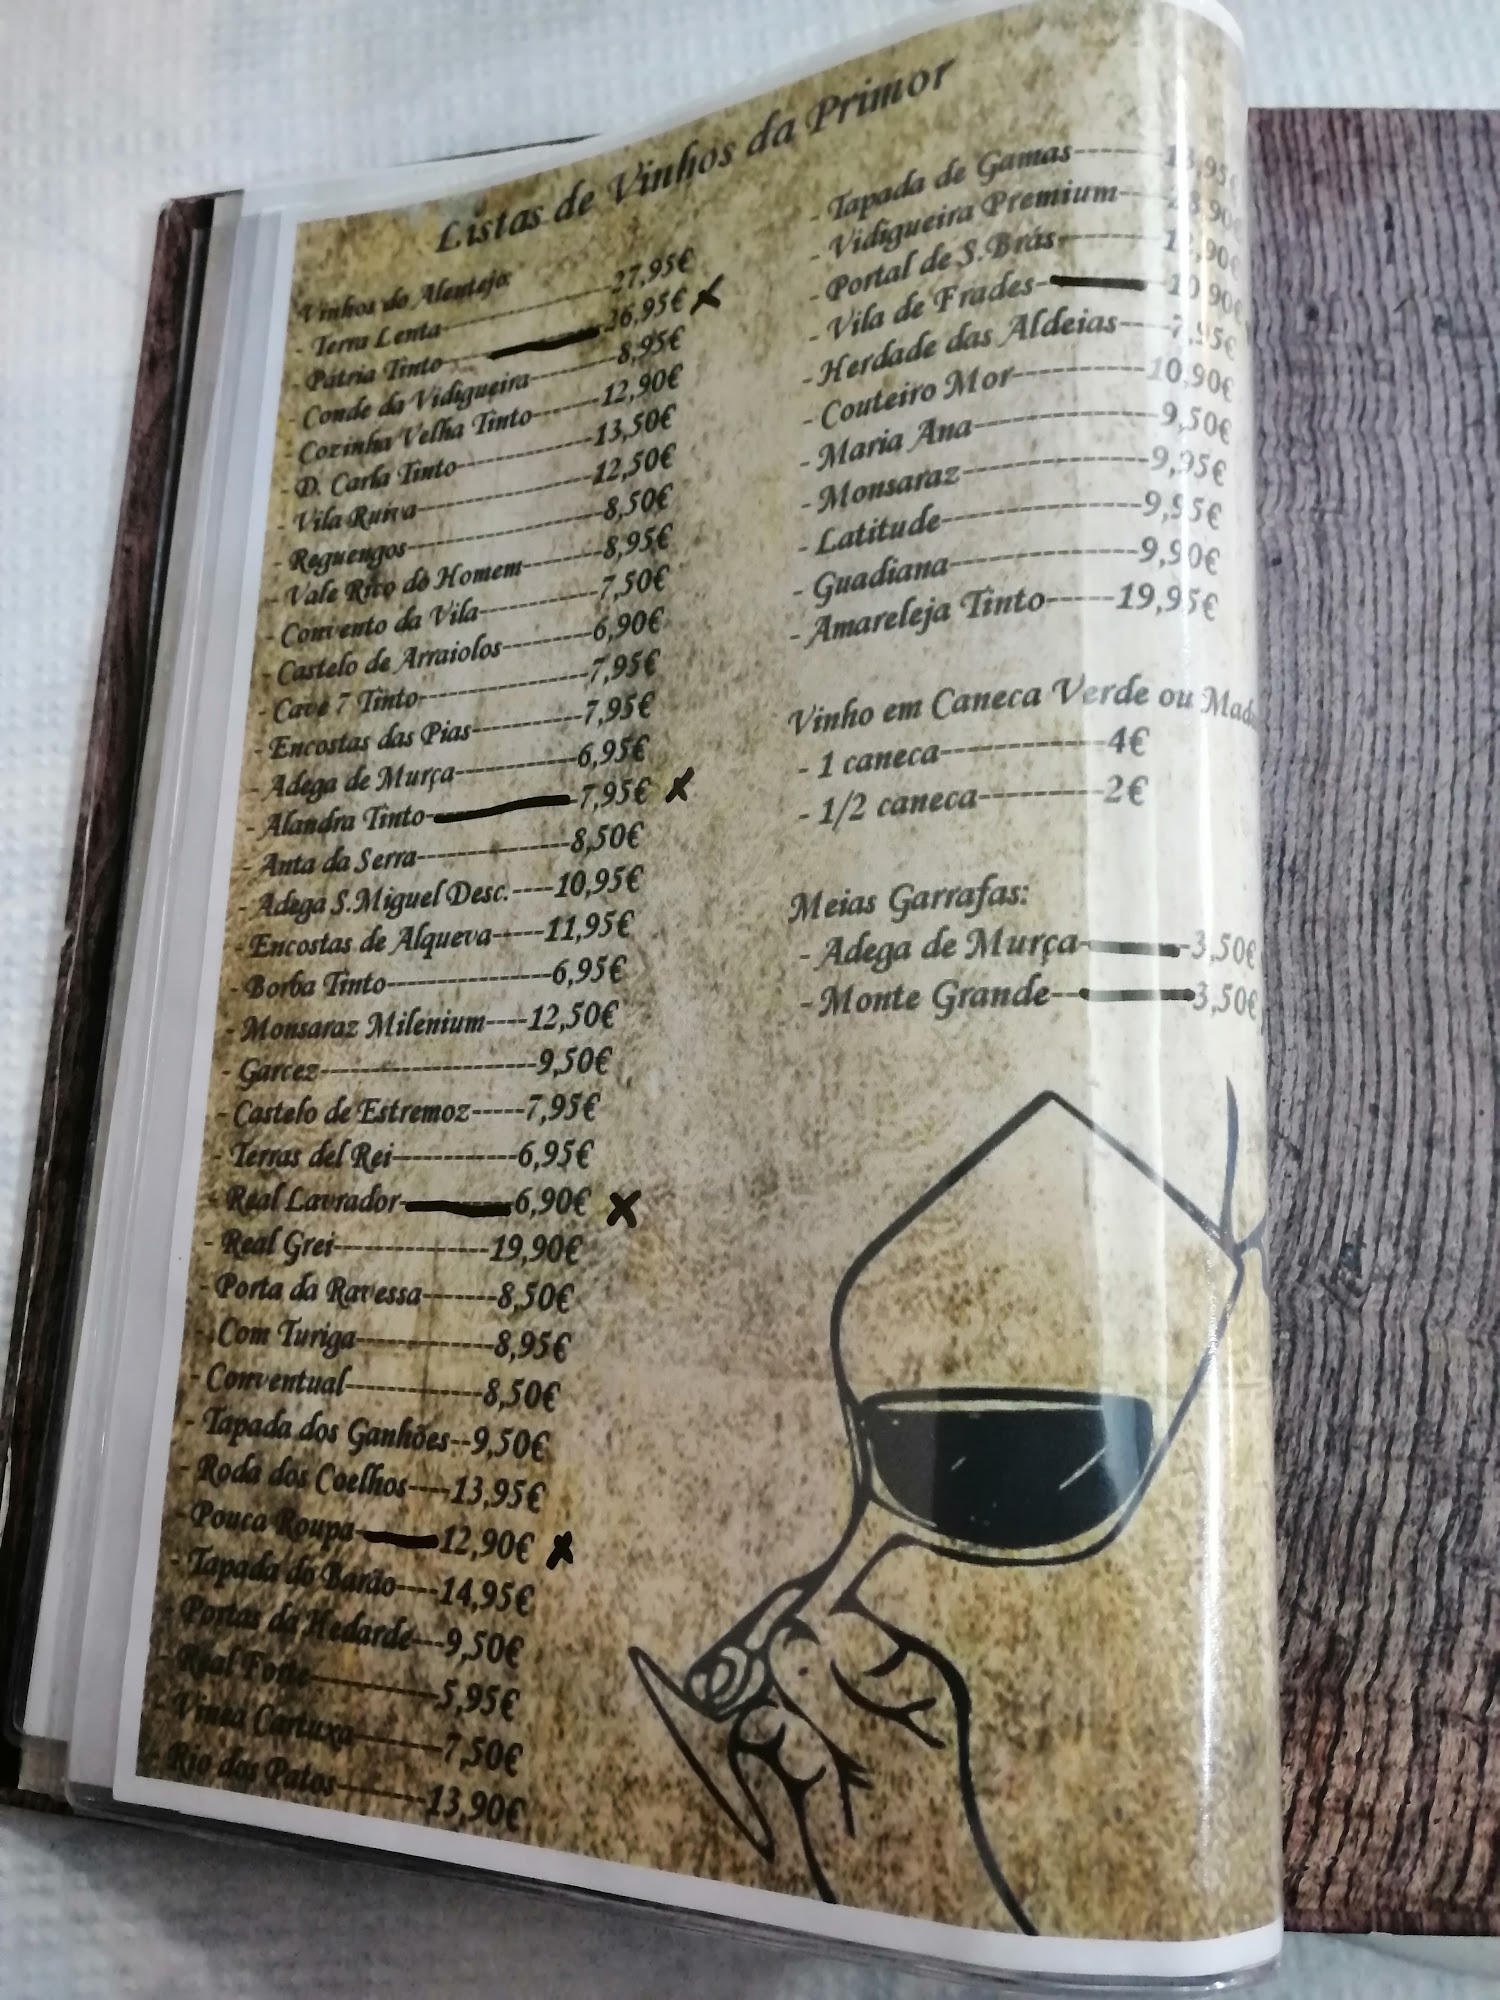 Listas de Vinhos da Primor
Vinhos do Alentejo:
- Terra Lenta--------------------27,95€
- Pátria Tinto--------------------26,95€ X
- Conde da Vidigueira----------8,95€
- Cozinha Velha Tinto-------12,90€
- D. Carla Tinto--------------13,50€
- Vila Ruiva------------------12,50€
- Reguengos---------------------8,50€
- Vale Rico do Homem--------8,95€
- Convento da Vila------------7,50€
- Castelo de Arraiolos---------6,90€
- Cave 7 Tinto-----------------7,95€
- Encostas das Pias-----------7,95€
- Adega de Murça------------6,95€
- Alandra Tinto---------------7,95€ X
- Anta da Serra---------------8,50€
- Adega S.Miguel Desc.----10,95€
- Encostas de Alqueva-----11,95€
- Borba Tinto----------------6,95€
- Monsaraz Milenium----12,50€
- Garcez---------------------9,50€
- Castelo de Estremoz-----7,95€
- Terras del Rei------------6,95€
- Real Lavrador-----------6,90€ X
- Real Grei---------------19,90€
- Porta da Ravessa-------8,50€
- Com Turiga-------------8,95€
- Conventual-------------8,50€
- Tapada dos Ganhões--9,50€
- Roda dos Coelhos----13,95€
- Pouca Roupa--------12,90€ X
- Tapada do Barão----14,95€
- Portas da Hedarde---9,50€
- Real Forte------------5,95€
- Vinea Cartuxa--------7,50€
- Rio dos Patos--------13,90€
- Tapada de Gamas------
- Vidigueira Premium----
- Portal de S.Brás--------12,90€
- Vila de Frades----------10,90€
- Herdade das Aldeias----7,95€
- Couteiro Mor-----------10,90€
- Maria Ana---------------9,50€
- Monsaraz----------------9,95€
- Latitude-----------------9,95€
- Guadiana----------------9,90€
- Amareleja Tinto-----19,95€
Vinho em Caneca Verde ou
- 1 caneca--------------4€
- 1/2 caneca----------2€
Meias Garrafas:
- Adega de Murça----------3,50€
- Monte Grande-----------3,50€